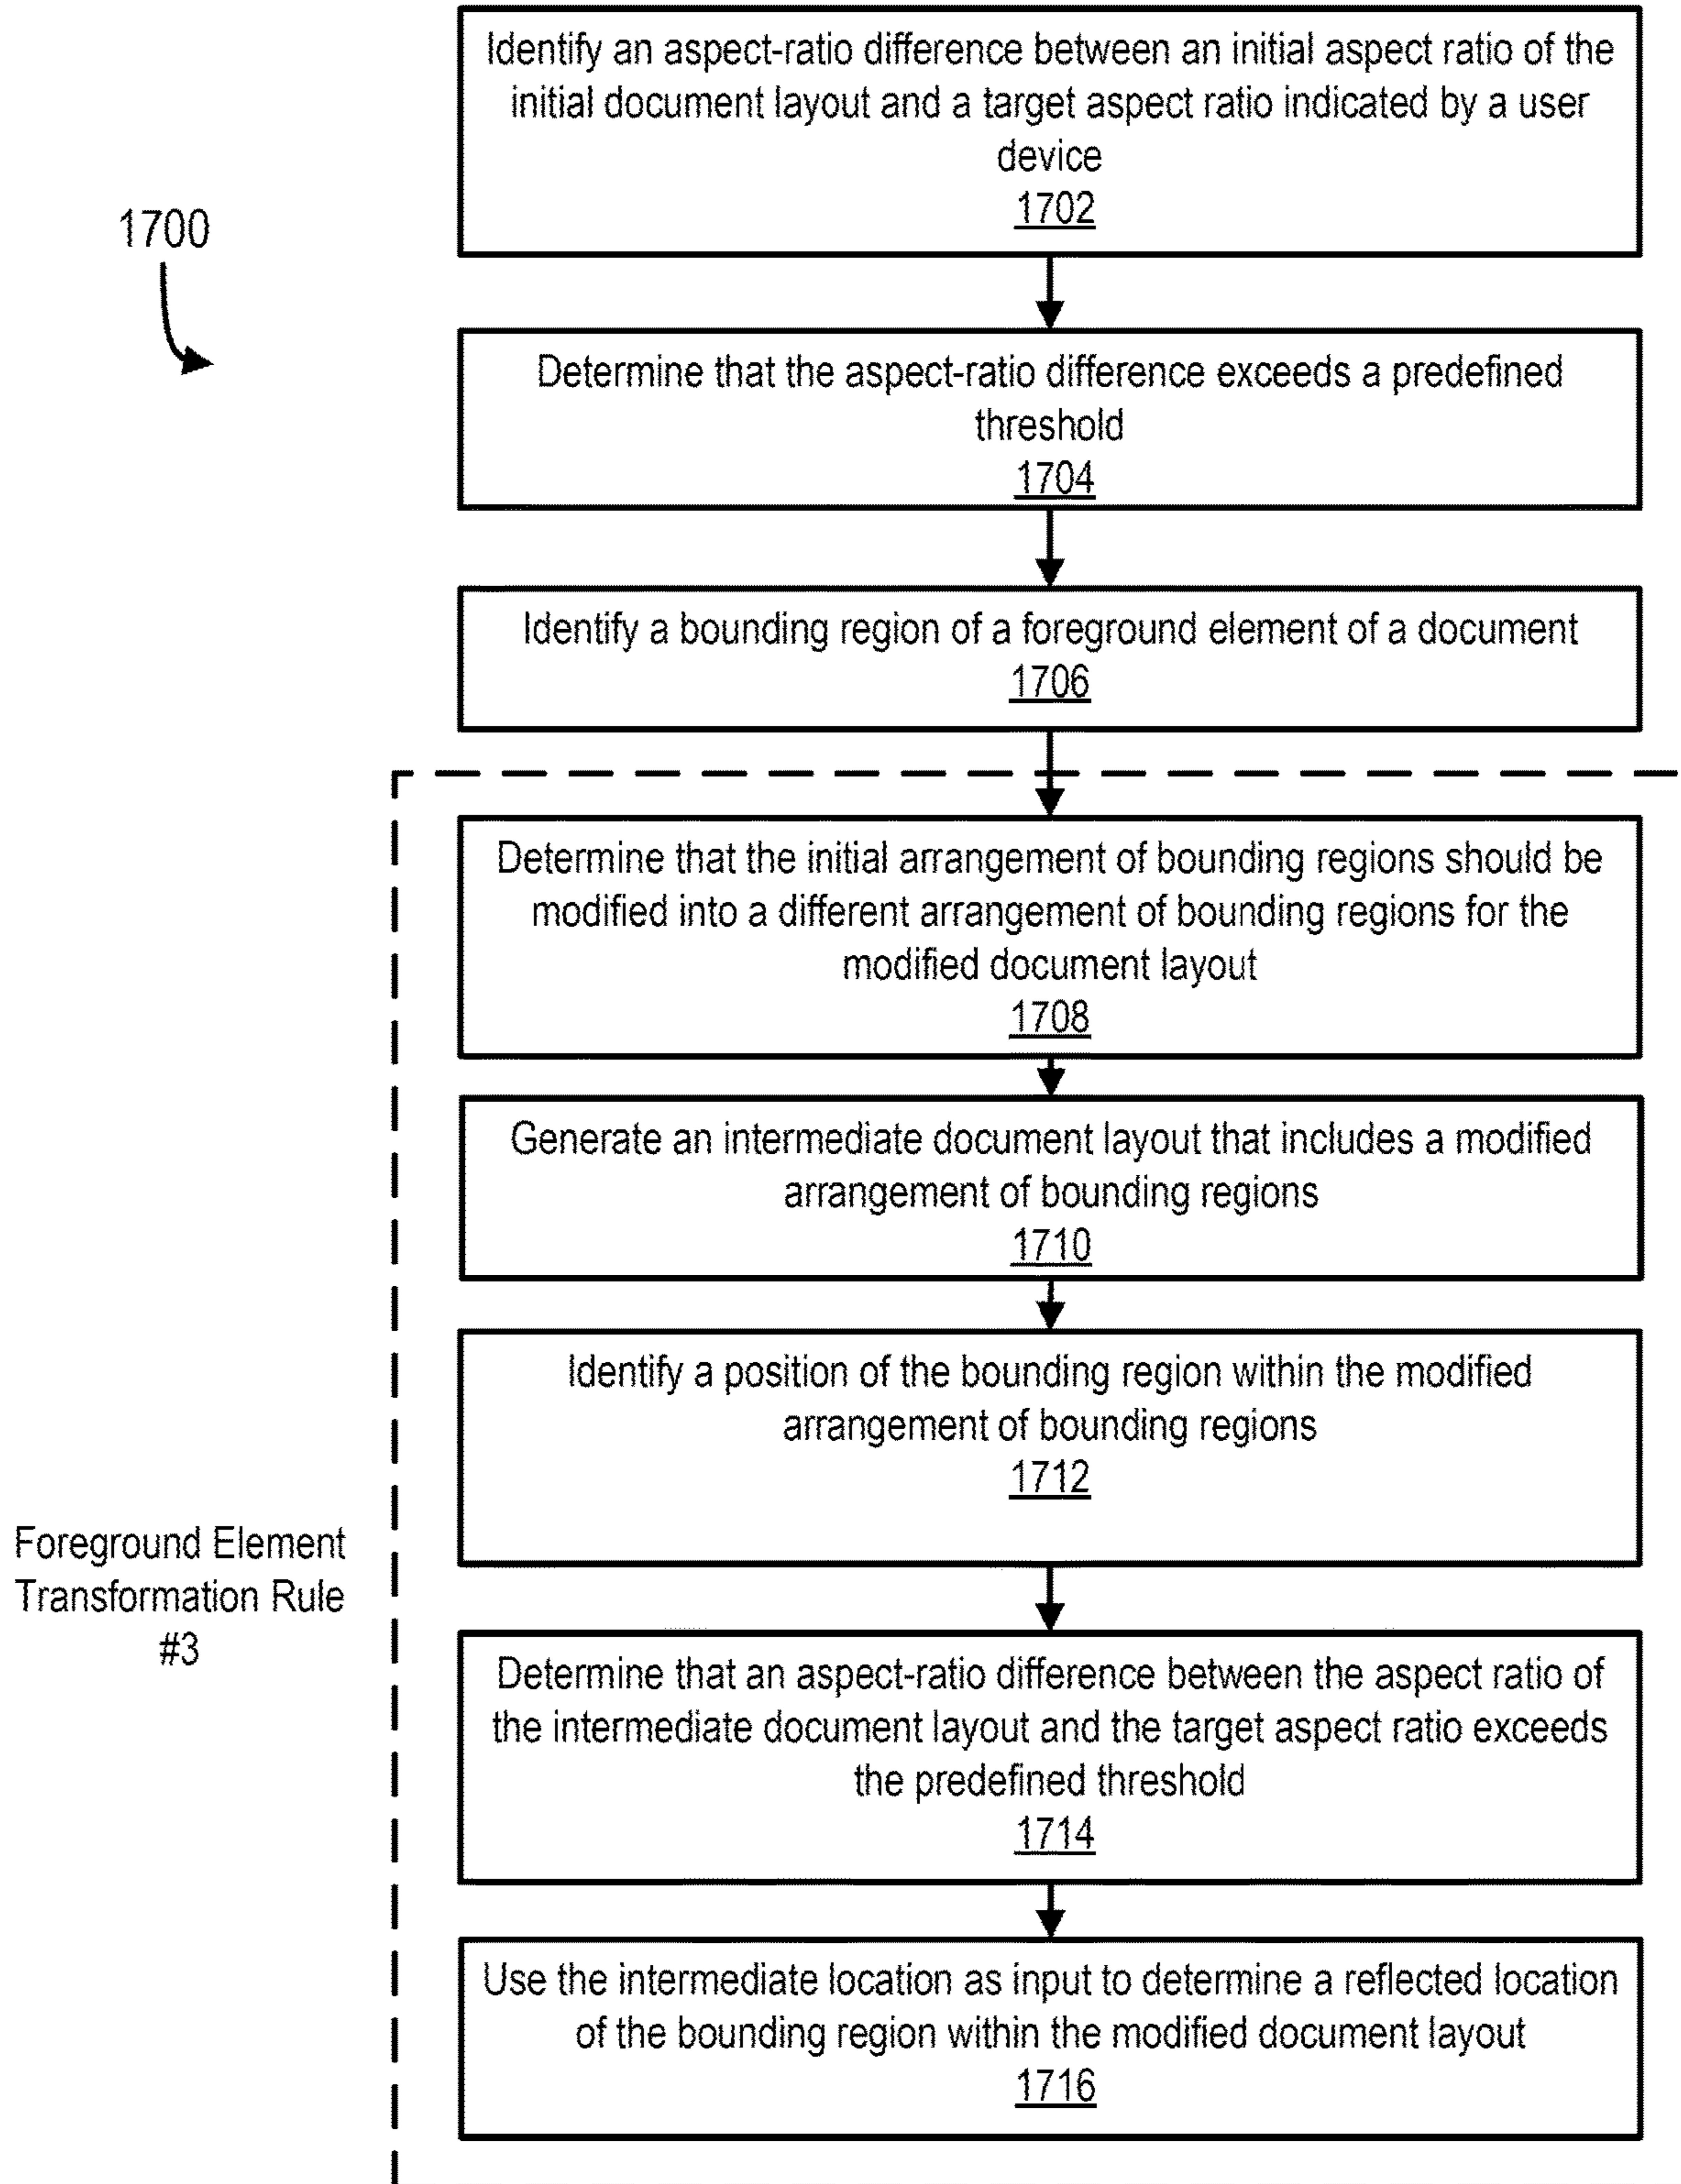 Identify an aspect-ratio difference between an initial aspect ratio of the
initial document layout and a target aspect ratio indicated by a user
device
1702
1700
Determine that the aspect-ratio difference exceeds a predefined
threshold
1704
Identify a bounding region of a foreground element of a document
1706
Determine that the initial arrangement of bounding regions should be
modified into a different arrangement of bounding regions for the
modified document layout
1708
Generate an intermediate document layout that includes a modified
arrangement of bounding regions
1710
Identify a position of the bounding region within the modified
arrangement of bounding regions
1712
Foreground Element
Transformation Rule
#3
Determine that an aspect-ratio difference between the aspect ratio of
the intermediate document layout and the target aspect ratio exceeds
the predefined threshold
1714
Use the intermediate location as input to determine a reflected location
of the bounding region within the modified document layout
1716